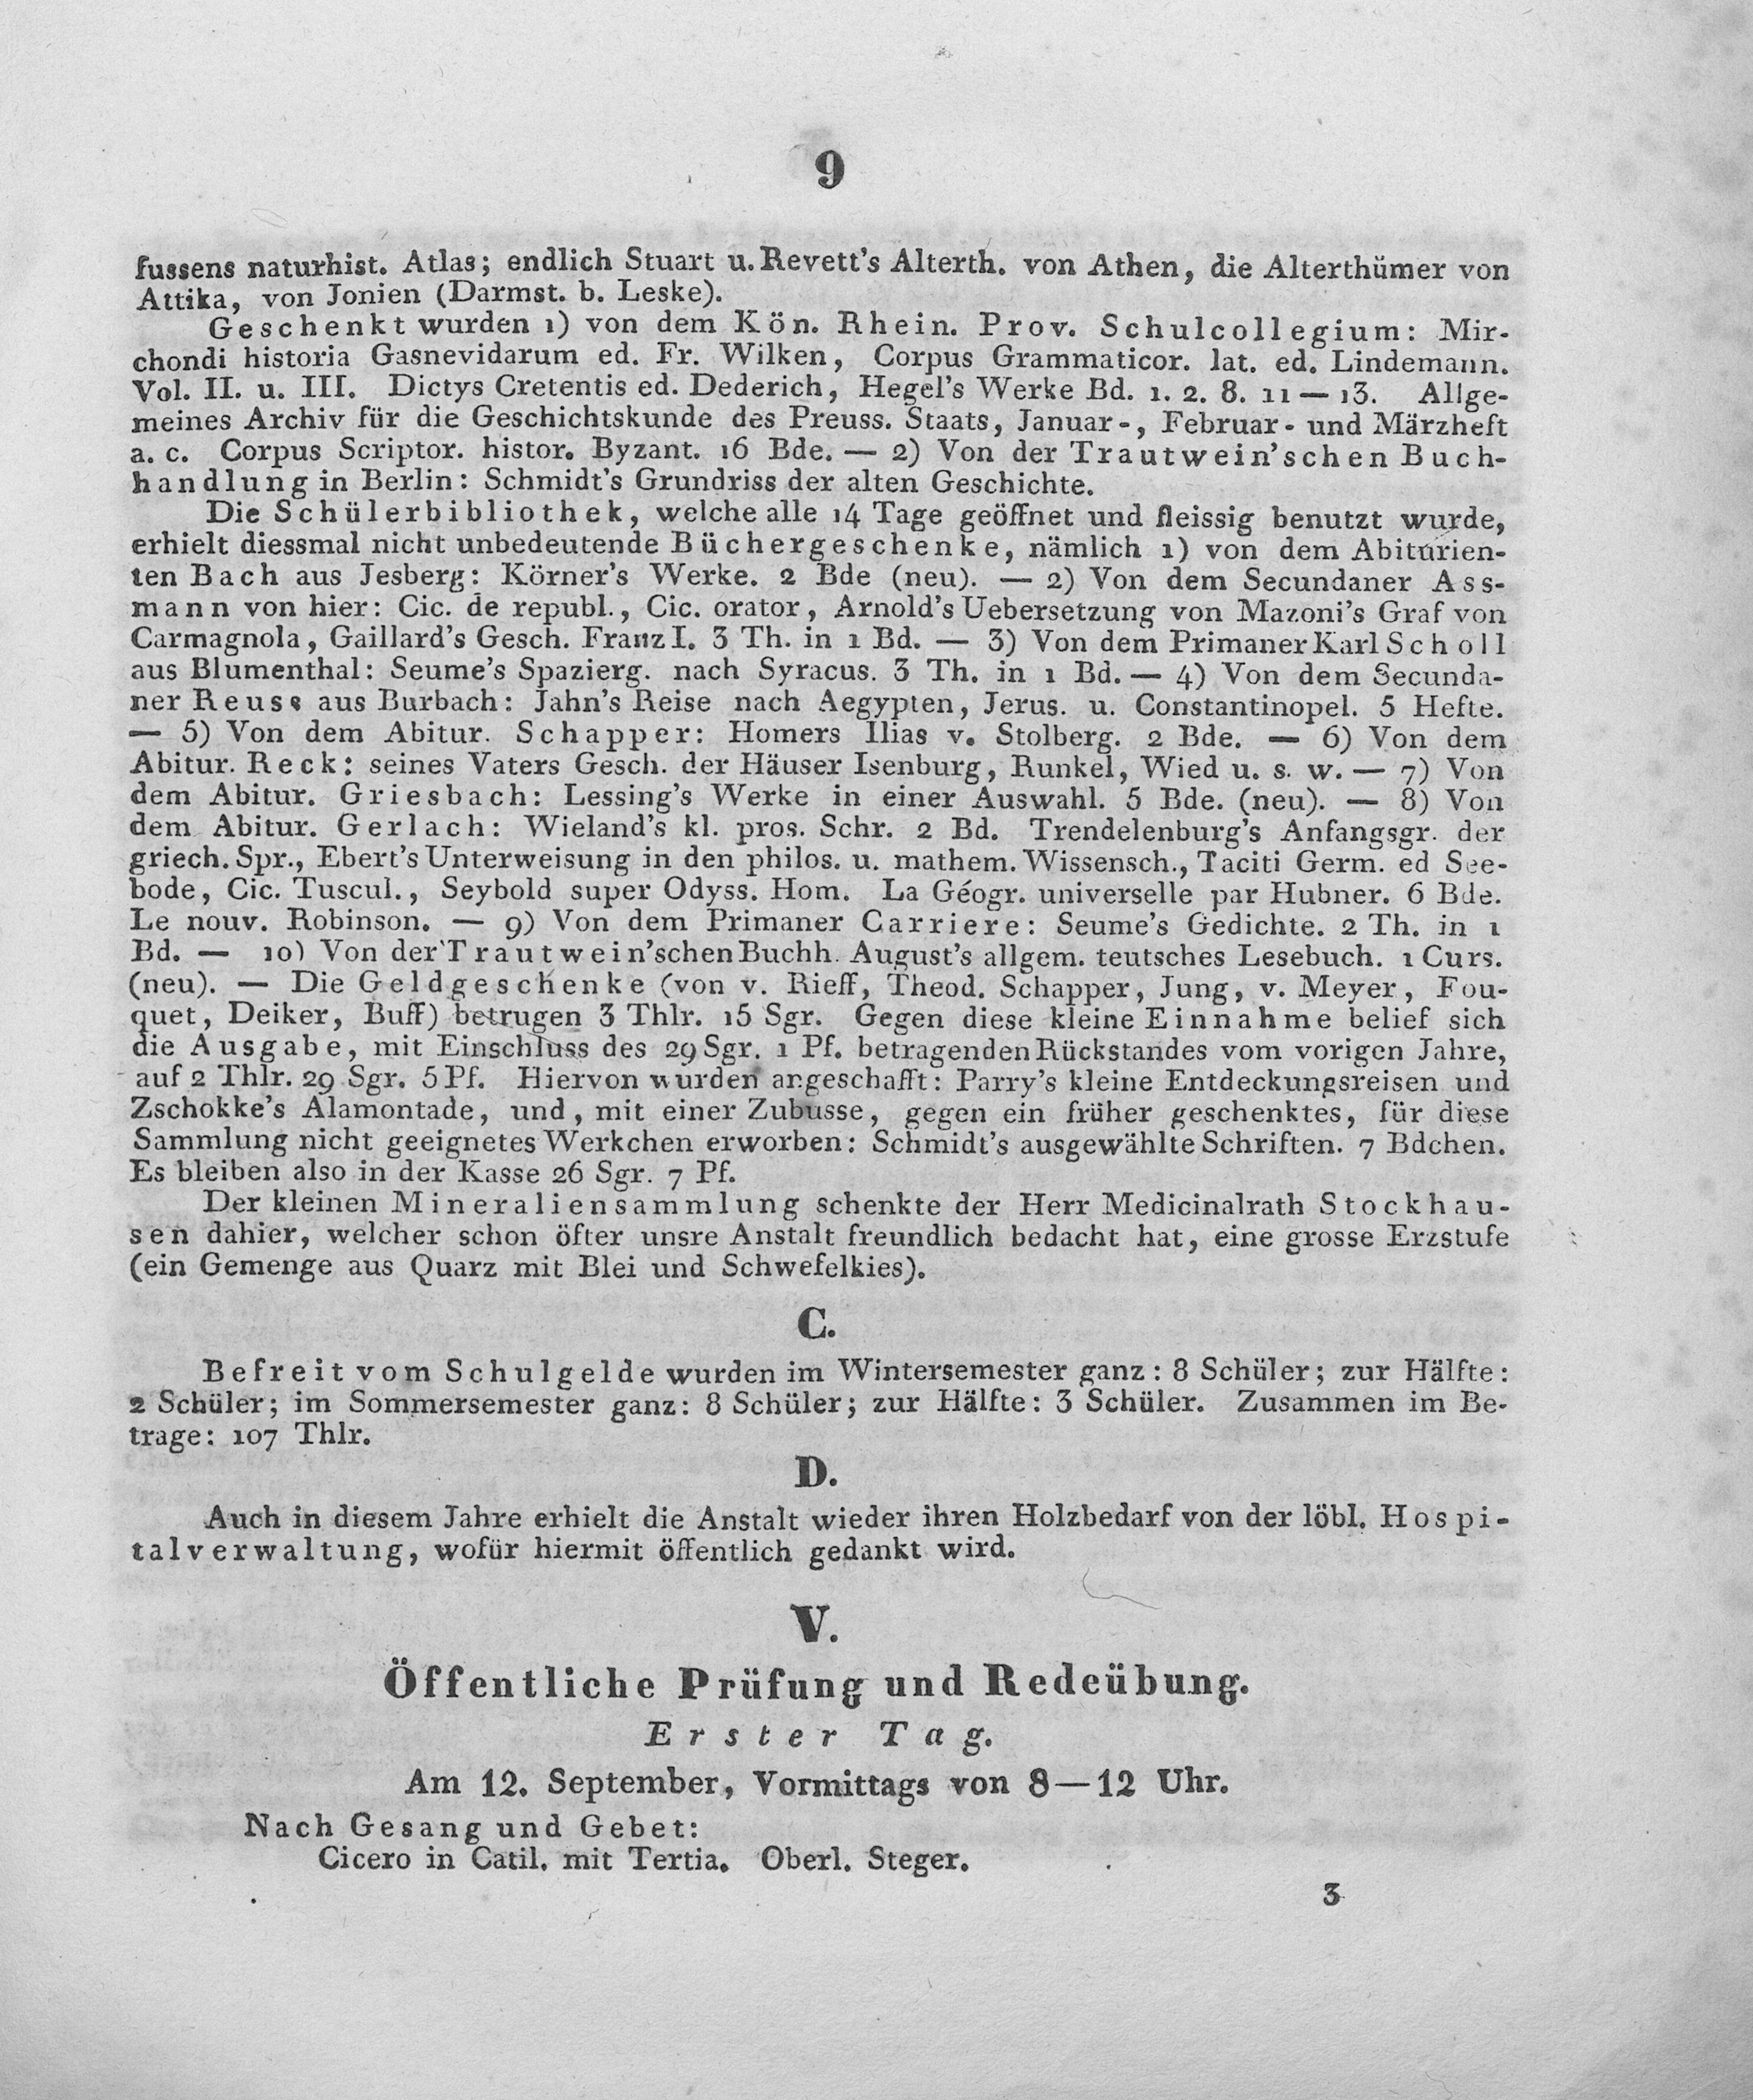 9
fussens naturhist. Atlas; endlich Stuart u. Revett's Alterth. von Athen, die Alterthümer von
Attika, von Jonien (Darmst. b. Leske).
Geschenkt wurden 1) von dem Kön. Rhein. Prov. Schulcollegium: Mir-
chondi historia Gasnevidarum ed. Fr. Wilken, Corpus Grammaticor. lat. ed. Lindemann.
Vol. II. u. III. Dictys Cretentis ed. Dederich, Hegel's Werke Bd. 1. 2. 8. 11 — 13. Allge-
meines Archiv für die Geschichtskunde des Preuss. Staats, Januar-, Februar- und Märzheft
a. c. Corpus Scriptor. histor. Byzant. 16 Bde. — 2) Von der Trautwein'schen Buch-
handlung in Berlin: Schmidt's Grundriss der alten Geschichte.
Die Schülerbibliothek, welche alle 14 Tage geöffnet und fleissig benutzt wurde,
erhielt diessmal nicht unbedeutende Büchergeschenke, nämlich 1) von dem Abiturien-
ten Bach aus Jesberg: Körner's Werke. 2 Bde (neu). — 2) Von dem Secundaner Ass-
mann von hier: Cic. de republ., Cic. orator, Arnold's Uebersetzung von Mazoni's Graf von
Carmagnola, Gaillard's Gesch. Franz I. 3 Th. in 1 Bd. — 3) Von dem Primaner Karl Scholl
aus Blumenthal: Seume's Spazierg. nach Syracus. 3 Th. in 1 Bd. — 4) Von dem Secunda-
ner Reuss aus Burbach: Jahn's Reise nach Aegypten, Jerus. u. Constantinopel. 5 Hefte.
— 5) Von dem Abitur. Schapper: Homers Ilias v. Stolberg. 2 Bde. — 6) Von dem
Abitur. Reck: seines Vaters Gesch. der Häuser Isenburg, Runkel, Wied u. s. w. — 7) Von
dem Abitur. Griesbach: Lessing's Werke in einer Auswahl. 5 Bde. (neu). — 8) Von
dem Abitur. Gerlach: Wieland's kl. pros. Schr. 2 Bd. Trendelenburg's Anfangsgr. der
griech. Spr., Ebert's Unterweisung in den philos. u. mathem. Wissensch., Taciti Germ. ed See-
bode, Cic. Tuscul., Seybold super Odyss. Hom. La Géogr. universelle par Hubner. 6 Bde.
Le nouv. Robinson. — 9) Von dem Primaner Carriere: Seume's Gedichte. 2 Th. in 1
Bd. — 10) Von der Trautwein'schen Buchh. August's allgem. teutsches Lesebuch. 1 Curs.
(neu). — Die Geldgeschenke (von v. Rieff, Theod. Schapper, Jung, v. Meyer, Fou-
quet, Deiker, Buff) betrugen 3 Thlr. 15 Sgr. Gegen diese kleine Einnahme belief sich
die Ausgabe, mit Einschluss des 29 Sgr. 1 Pf. betragenden Rückstandes vom vorigen Jahre,
auf 2 Thlr. 29 Sgr. 5 Pf. Hiervon wurden angeschafft: Parry's kleine Entdeckungsreisen und
Zschokke's Alamontade, und, mit einer Zubusse, gegen ein früher geschenktes, für diese
Sammlung nicht geeignetes Werkchen erworben: Schmidt's ausgewählte Schriften. 7 Bdchen.
Es bleiben also in der Kasse 26 Sgr. 7 Pf.
Der kleinen Mineraliensammlung schenkte der Herr Medicinalrath Stockhau-
sen dahier, welcher schon öfter unsre Anstalt freundlich bedacht hat, eine grosse Erzstufe
(ein Gemenge aus Quarz mit Blei und Schwefelkies).
C.
Befreit vom Schulgelde wurden im Wintersemester ganz: 8 Schüler; zur Hälfte:
2 Schüler; im Sommersemester ganz: 8 Schüler; zur Hälfte: 3 Schüler. Zusammen im Be-
trage: 107 Thlr.
D.
Auch in diesem Jahre erhielt die Anstalt wieder ihren Holzbedarf von der löbl. Hospi-
talverwaltung, wofür hiermit öffentlich gedankt wird.
V.
Öffentliche Prüfung und Redeübung.
Erster Tag.
Am 12. September, Vormittags von 8—12 Uhr.
Nach Gesang und Gebet:
Cicero in Catil. mit Tertia. Oberl. Steger.
3